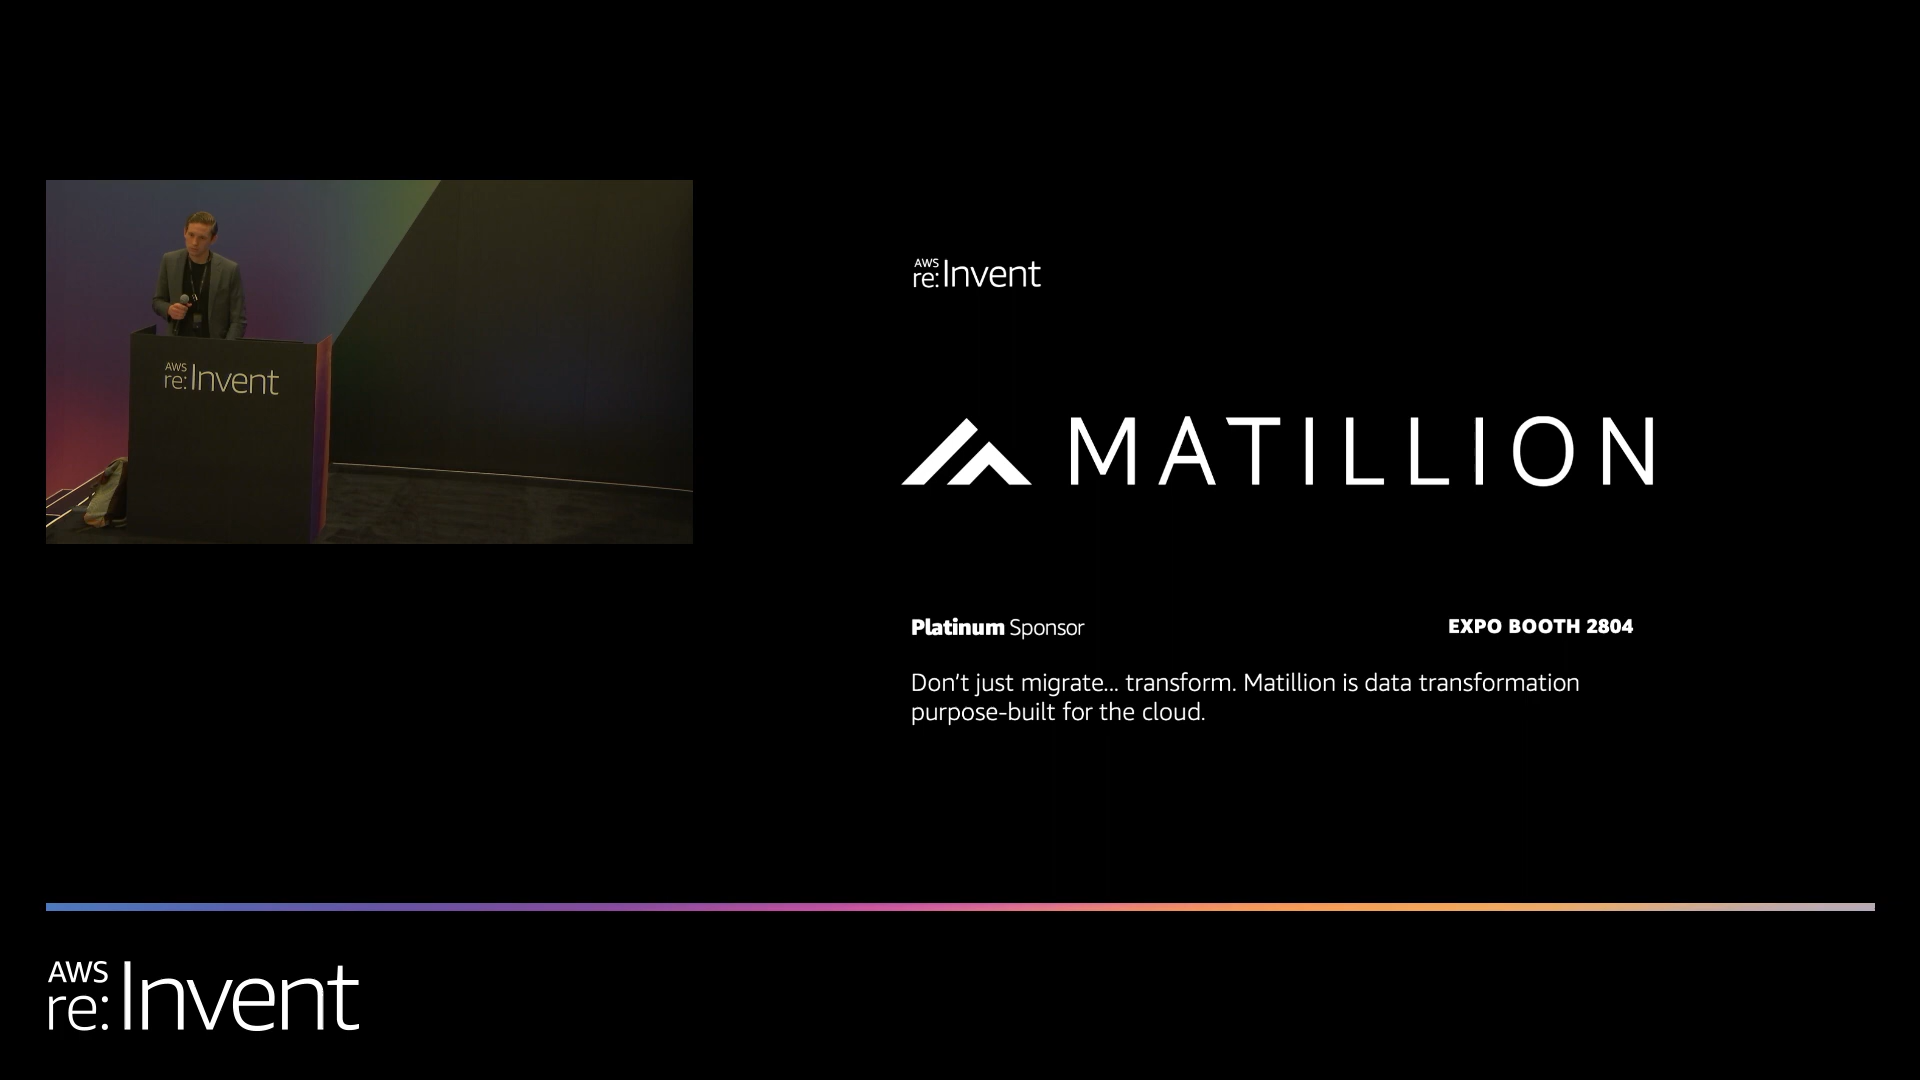 AWS
re:Invent
AWS
re:Invent
MATILLION
Platinum Sponsor
EXPO BOOTH 2804
Don’t just migrate... transform. Matillion is data transformation
purpose-built for the cloud.
AWS
re:Invent